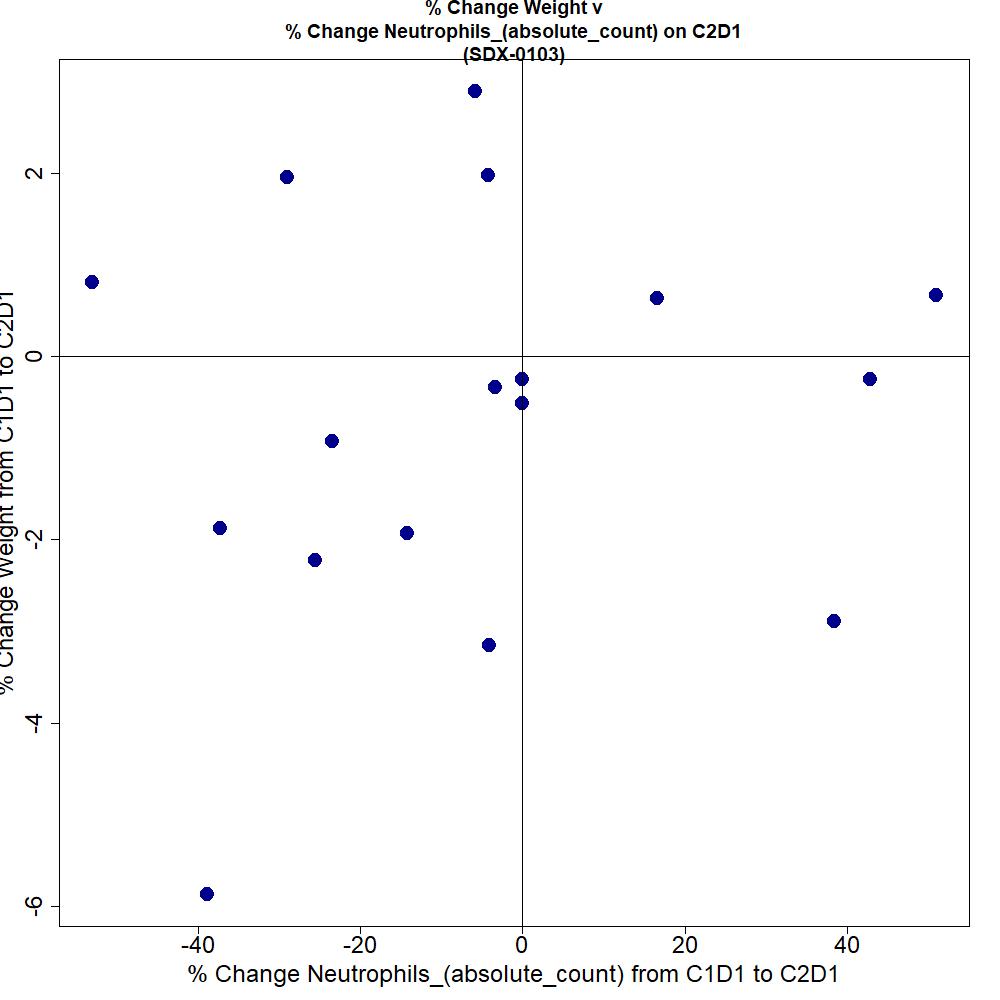 % Change Weight v
% Change Neutrophils_(absolute_count) on C2D1
(SDX-0103)
% Change Weight from C1D1 to C2D1
2
0
-2
-4
-6
-40
-20
0
20
40
% Change Neutrophils_(absolute_count) from C1D1 to C2D1